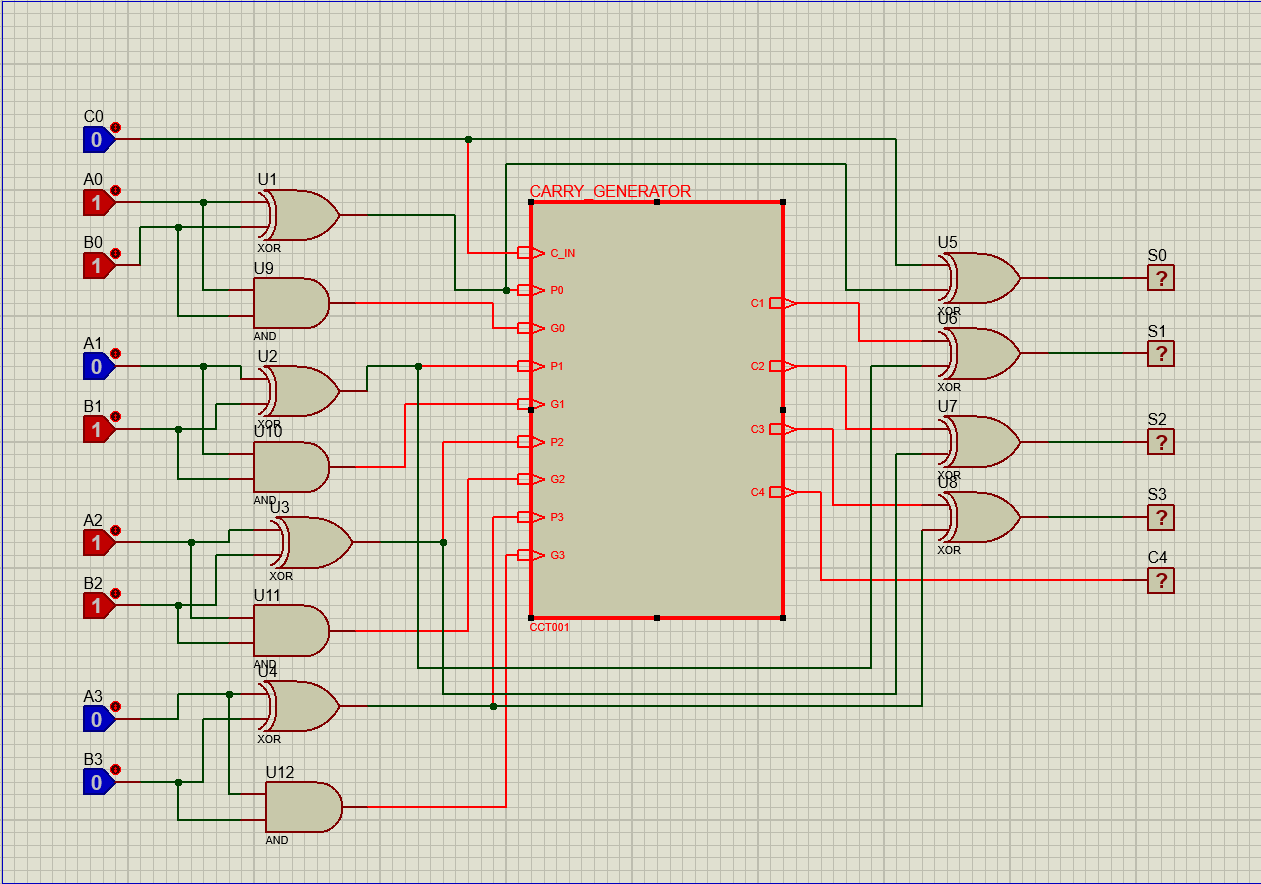 C0
0
A0
1
U1
XOR
B0
1
U9
AND
A1
0
U2
XOR
B1
1
U10
AND
A2
1
U3
XOR
B2
1
U11
AND
A3
0
U4
XOR
B3
0
U12
AND
CARRY_GENERATOR
C_IN
P0
G0
P1
G1
P2
G2
P3
G3
C1
C2
C3
C4
CCT001
U5
XOR
S0
?
U6
XOR
S1
?
U7
XOR
S2
?
U8
XOR
S3
?
C4
?